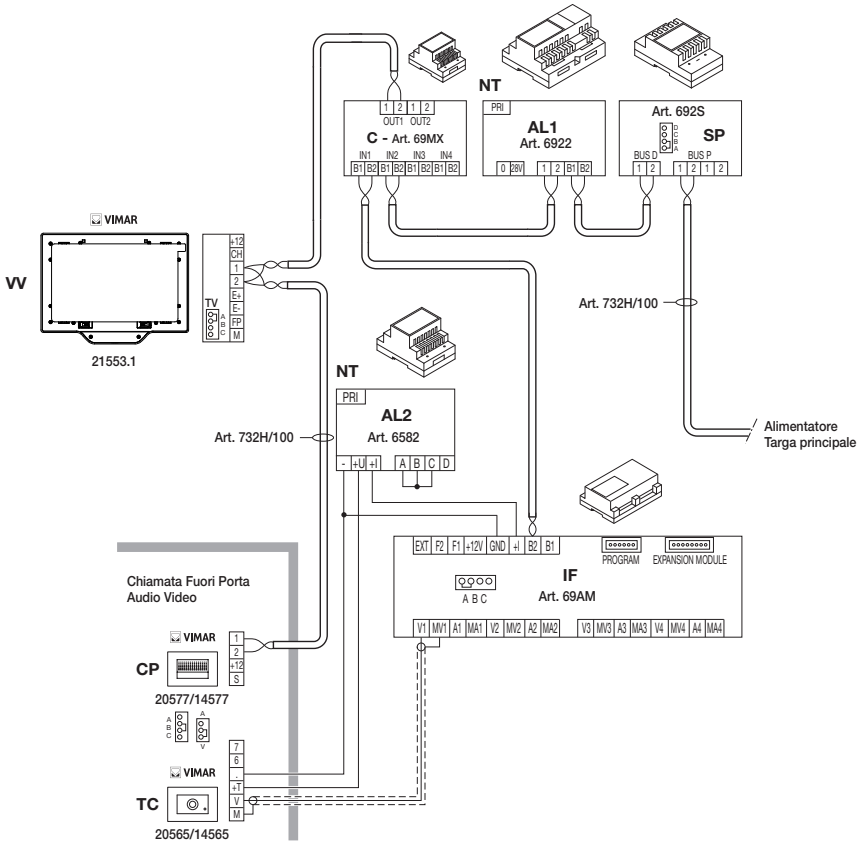 NT
1 2 1 2
OUT1 OUT2
C - Art. 69MX
IN1 IN2 IN3 IN4
B1 B2 B1 B2 B1 B2 B1 B2
PRI
AL1
Art. 6922
0 28V 1 2 B1 B2
Art. 692S
D
C
B
A
SP
BUS D BUS P
1 2 1 2 1 2
VIMAR
VV
21553.1
TV
A
B
C
+12
CH
1
2
E+
E-
FP
M
Art. 732H/100
Alimentatore
Targa principale
NT
PRI
AL2
Art. 6582
- +U +I A B C D
Art. 732H/100
EXT F2 F1 +12V GND +I B2 B1
PROGRAM EXPANSION MODULE
A B C
IF
Art. 69AM
V1 MV1 A1 MA1 V2 MV2 A2 MA2 V3 MV3 A3 MA3 V4 MV4 A4 MA4
Chiamata Fuori Porta
Audio Video
VIMAR
CP
20577/14577
1
2
+12
S
A
B
C
A
V
VIMAR
TC
20565/14565
7
6
-
+T
V
M